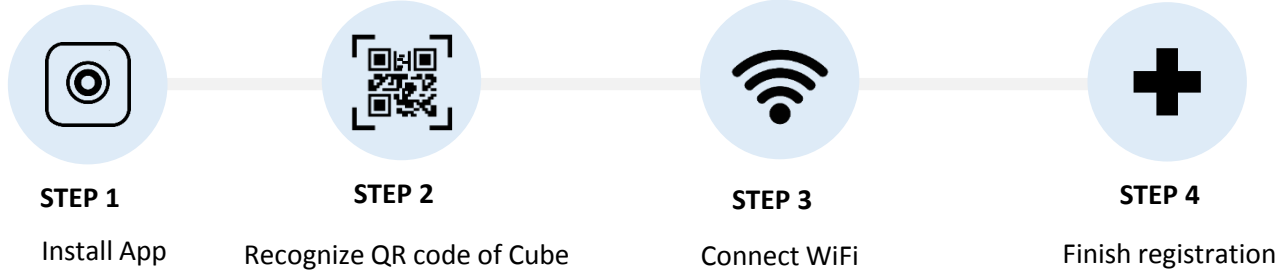 STEP 1
Install App
STEP 2
Recognize QR code of Cube
STEP 3
Connect WiFi
STEP 4
Finish registration